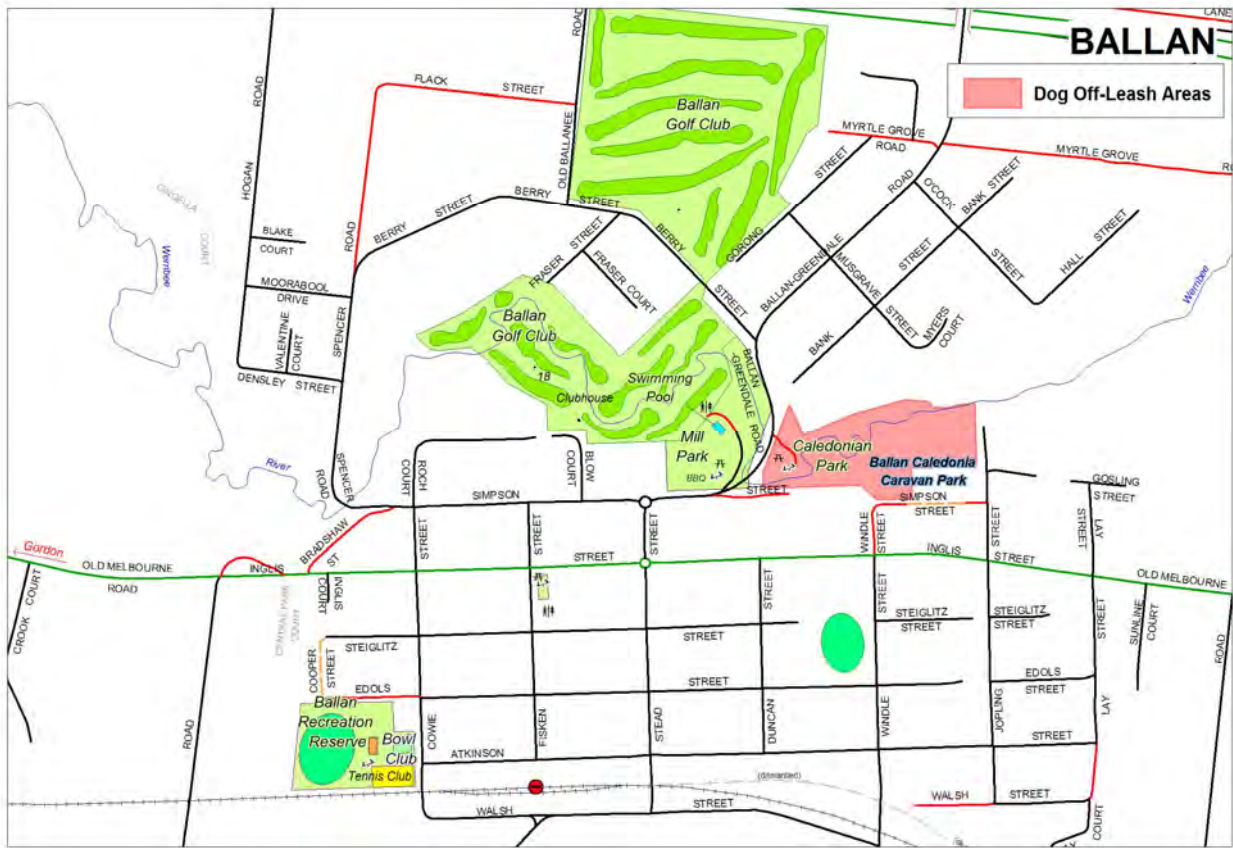 LANE
BALLAN
Dog Off-Leash Areas
ROAD
FLACK
STREET
ROAD
HOGAN
OLD BALLANEE
Ballan
Golf Club
MYRTLE GROVE
ROAD
MYRTLE GROVE
STREET
GORONG
ROAD
BALLAN-GREENDALE
O'COCK
STREET
BANK STREET
STREET
BANK
HALL STREET
MUSGRAVE
STREET
MYERS
COURT
Werribee
COURT
Werribee
BLAKE
COURT
MOORABOOL
DRIVE
VALENTINE
COURT
DENSLEY STREET
ROAD
SPENCER
BERRY STREET
BERRY STREET
BERRY
STREET
FRASER STREET
FRASER COURT
Ballan
Golf Club
18
Clubhouse
Swimming
Pool
BALLAN
-GREENDALE
ROAD
Mill
Park
BBQ
Caledonian
Park
Ballan Caledonia
Caravan Park
River
SPENCER
ROAD
ROCH
COURT
BLOW
COURT
SIMPSON
STREET
SIMPSON
STREET
GOSLING
STREET
LAY
STREET
BRADSHAW
ST
Gordon
OLD MELBOURNE
ROAD
INGLIS
STREET
INGLIS
STREET
OLD MELBOURNE
CROOK COURT
INGLIS
COURT
STREET
STREET
STREET
STREET
WINDLE
STREET
STREET
STREET
STEIGLITZ
STREET
STEIGLITZ
STREET
STEIGLITZ
STREET
SUNLINE
COURT
ROAD
COOPER
STREET
EDOLS
STREET
EDOLS
STREET
STREET
LAY
Ballan
Recreation
Reserve
Bowl
Club
Tennis Club
ROAD
COWIE
FISKEN
STEAD
DUNCAN
WINDLE
JOPLING
ATKINSON
STREET
(dismantled)
WALSH
STREET
WALSH
STREET
COURT